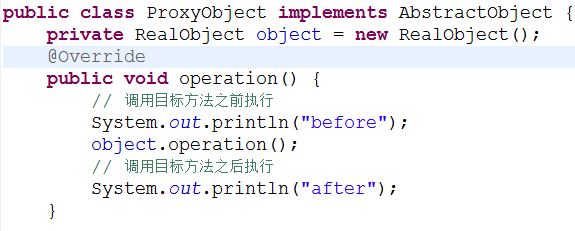 public class ProxyObject implements AbstractObject {
private RealObject object = new RealObject();
@Override
public void operation() {
// 调用目标方法之前执行
System.out.println("before");
object.operation();
// 调用目标方法之后执行
System.out.println("after");
}